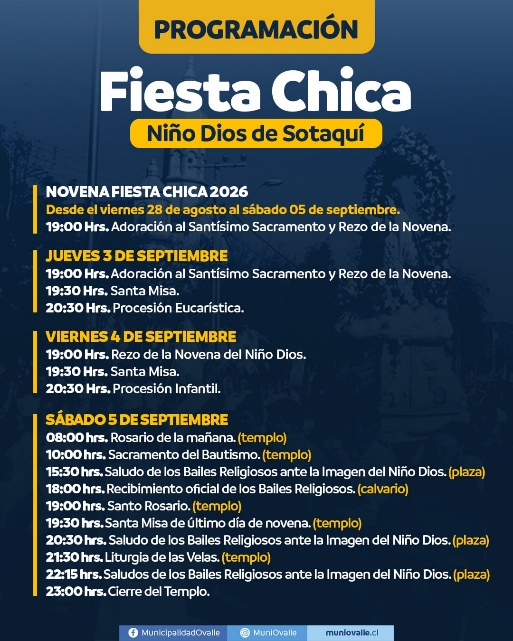 PROGRAMACIÓN
Fiesta Chica
Niño Dios de Sotaquí
NOVENA FIESTA CHICA 2026
Desde el viernes 28 de agosto al sábado 05 de septiembre.
19:00 Hrs. Adoración al Santísimo Sacramento y Rezo de la Novena.
JUEVES 3 DE SEPTIEMBRE
19:00 Hrs. Adoración al Santísimo Sacramento y Rezo de la Novena.
19:30 Hrs. Santa Misa.
20:30 Hrs. Procesión Eucarística.
VIERNES 4 DE SEPTIEMBRE
19:00 Hrs. Rezo de la Novena del Niño Dios.
19:30 Hrs. Santa Misa.
20:30 Hrs. Procesión Infantil.
SÁBADO 5 DE SEPTIEMBRE
08:00 hrs. Rosario de la mañana. (templo)
10:00 hrs. Sacramento del Bautismo. (templo)
15:30 hrs. Saludo de los Bailes Religiosos ante la Imagen del Niño Dios. (plaza)
18:00 hrs. Recibimiento oficial de los Bailes Religiosos. (calvario)
19:00 hrs. Santo Rosario. (templo)
19:30 hrs. Santa Misa de último día de novena. (templo)
20:30 hrs. Saludo de los Bailes Religiosos ante la Imagen del Niño Dios. (plaza)
21:30 hrs. Liturgia de las Velas. (templo)
22:15 hrs. Saludos de los Bailes Religiosos ante la Imagen del Niño Dios. (plaza)
23:00 hrs. Cierre del Templo.
MunicipalidadOvalle MuniOvalle muniovalle.cl